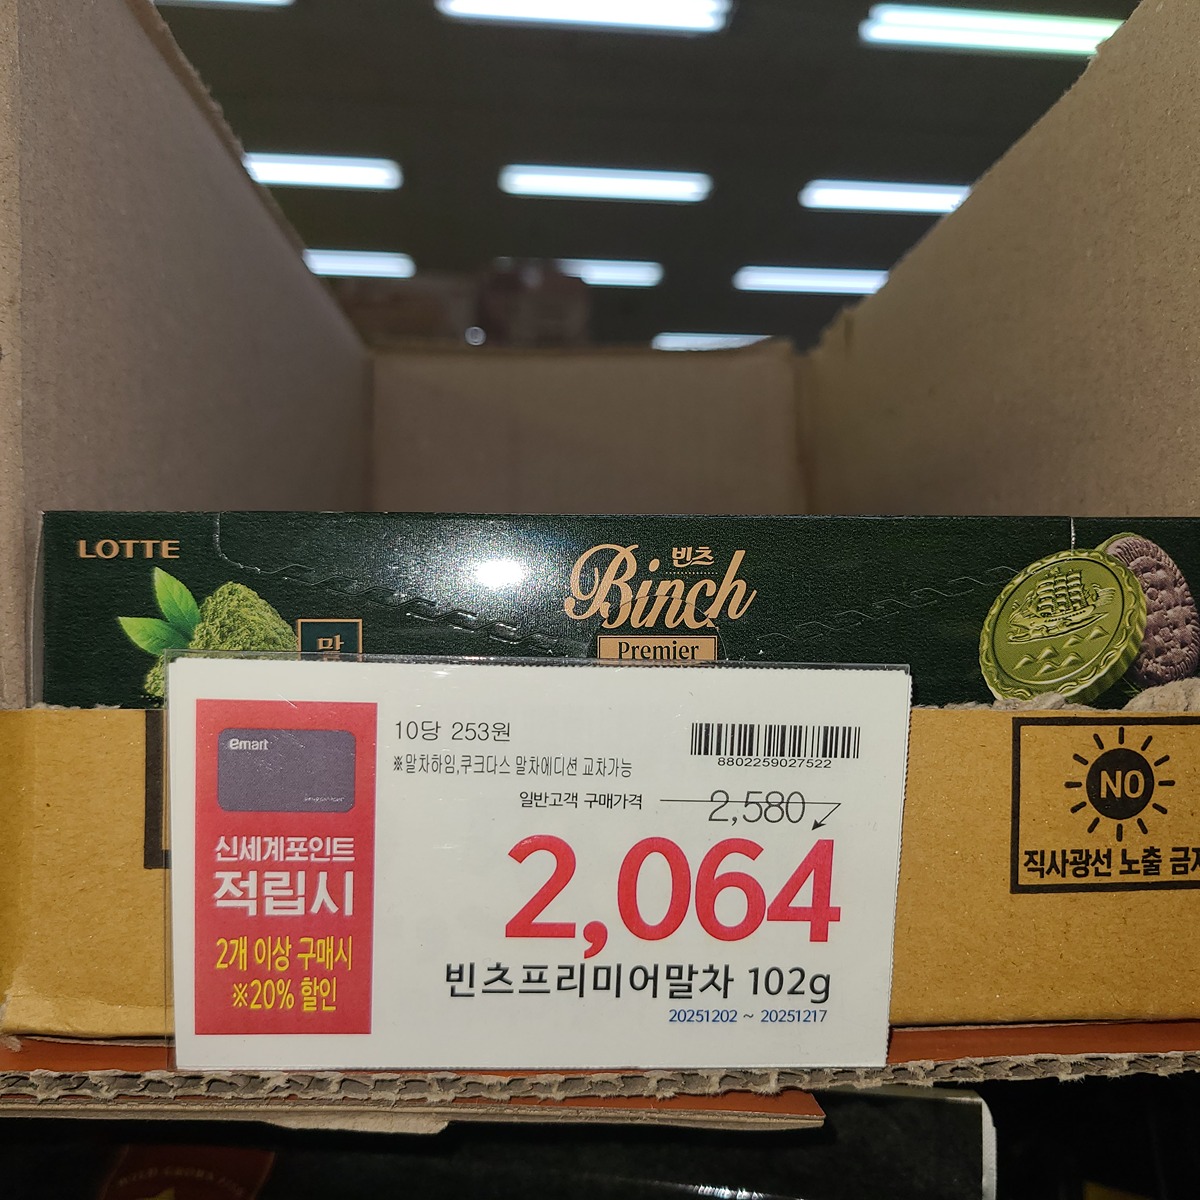 LOTTE
빈츠
Binch
Premier
말
emart
신세계포인트
적립시
2개 이상 구매시
※20% 할인
10당 253원
※말차하임,쿠크다스 말차에디션 교차가능
8802259027522
일반고객 구매가격 2,580
2,064
빈츠프리미어말차 102g
20251202 ~ 20251217
NO
직사광선 노출 금지